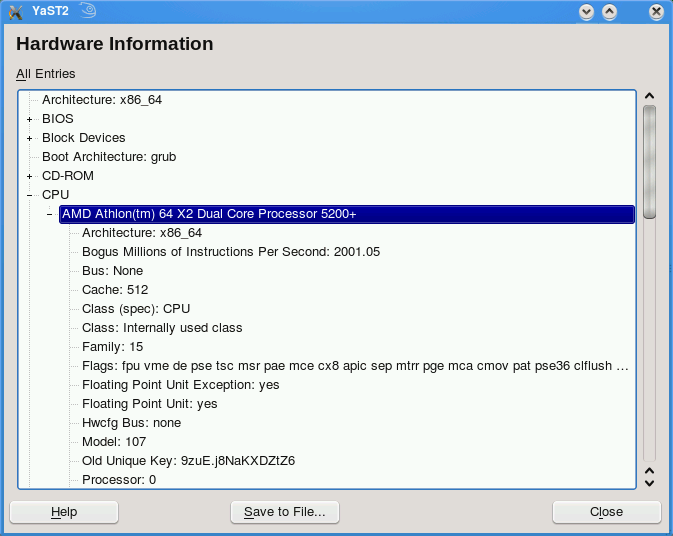 YaST2
Hardware Information
All Entries
Architecture: x86_64
BIOS
Block Devices
Boot Architecture: grub
CD-ROM
CPU
AMD Athlon(tm) 64 X2 Dual Core Processor 5200+
Architecture: x86_64
Bogus Millions of Instructions Per Second: 2001.05
Bus: None
Cache: 512
Class (spec): CPU
Class: Internally used class
Family: 15
Flags: fpu vme de pse tsc msr pae mce cx8 apic sep mtrr pge mca cmov pat pse36 clflush ...
Floating Point Unit Exception: yes
Floating Point Unit: yes
Hwcfg Bus: none
Model: 107
Old Unique Key: 9zuE.j8NaKXDZtZ6
Processor: 0
Help
Save to File...
Close